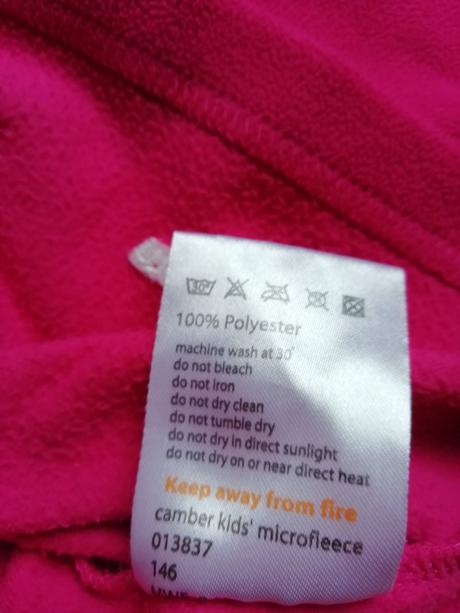 30
100% Polyester
machine wash at 30°
do not bleach
do not iron
do not dry clean
do not tumble dry
do not dry in direct sunlight
do not dry on or near direct heat
Keep away from fire
camber kids' microfleece
013837
146